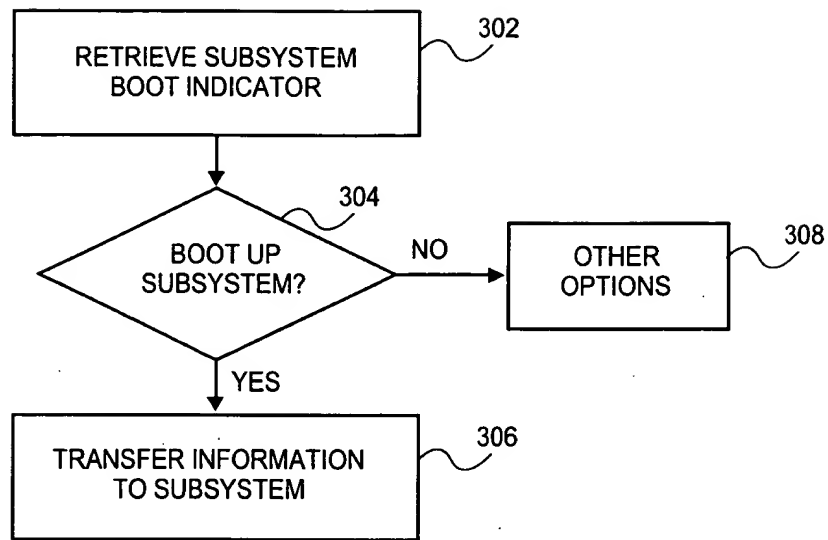 302
RETRIEVE SUBSYSTEM
BOOT INDICATOR
304
BOOT UP
SUBSYSTEM?
NO
OTHER
OPTIONS
308
YES
306
TRANSFER INFORMATION
TO SUBSYSTEM